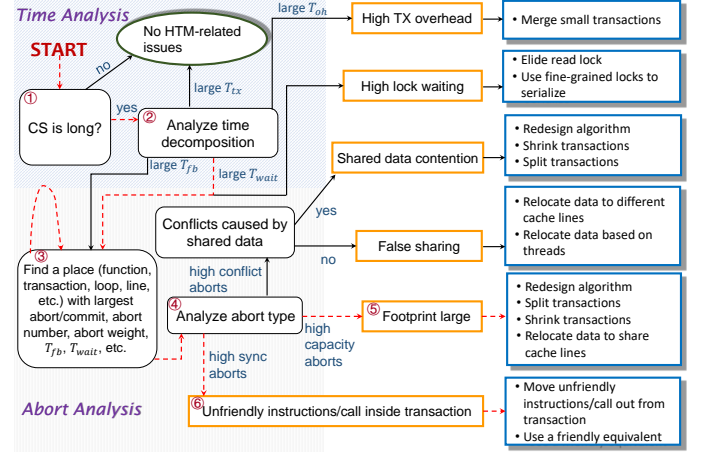 Time Analysis
START
No HTM-related
issues
large T_oh
High TX overhead
• Merge small transactions
no
large T_tx
High lock waiting
• Elide read lock
• Use fine-grained locks to
serialize
①
CS is long?
yes
②
Analyze time
decomposition
large T_fb
large T_wait
Shared data contention
• Redesign algorithm
• Shrink transactions
• Split transactions
yes
Conflicts caused by
shared data
no
False sharing
• Relocate data to different
cache lines
• Relocate data based on
threads
③
Find a place (function,
transaction, loop, line,
etc.) with largest
abort/commit, abort
number, abort weight,
T_fb, T_wait, etc.
high conflict
aborts
④
Analyze abort type
high
capacity
aborts
⑤
Footprint large
• Redesign algorithm
• Split transactions
• Shrink transactions
• Relocate data to share
cache lines
high sync
aborts
Abort Analysis
⑥
Unfriendly instructions/call inside transaction
• Move unfriendly
instructions/call out from
transaction
• Use a friendly equivalent